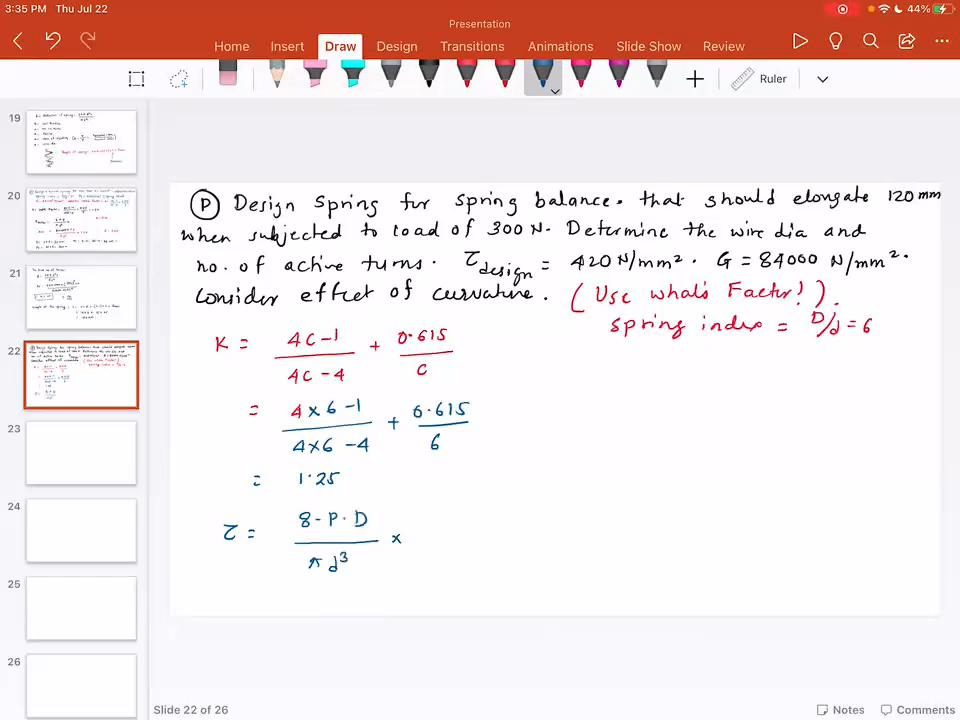 3:35 PM Thu Jul 22
44%
Presentation
Home Insert Draw Design Transitions Animations Slide Show Review
Ruler
19
20
21
22
23
24
25
26
(P) Design Spring for spring balance. that should elongate 120 mm
when subjected to load of 300 N. Determine the wire dia and
no. of active turns. τdesign = 420 N/mm². G = 84000 N/mm².
Consider effect of curvature. (Use whal's Factor!).
spring index = D/d = 6
K = 4C-1 / 4C-4 + 0.615 / C
= 4×6-1 / 4×6-4 + 0.615 / 6
= 1.25
τ = 8·P·D / πd³ ×
Slide 22 of 26
Notes Comments